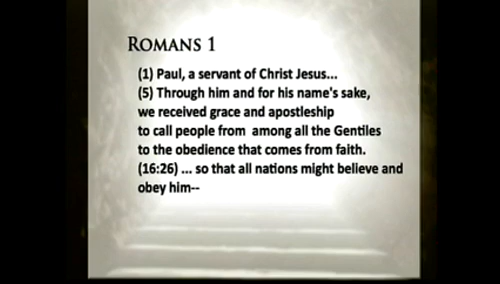 ROMANS 1
(1) Paul, a servant of Christ Jesus...
(5) Through him and for his name's sake,
we received grace and apostleship
to call people from among all the Gentiles
to the obedience that comes from faith.
(16:26) ... so that all nations might believe and
obey him--